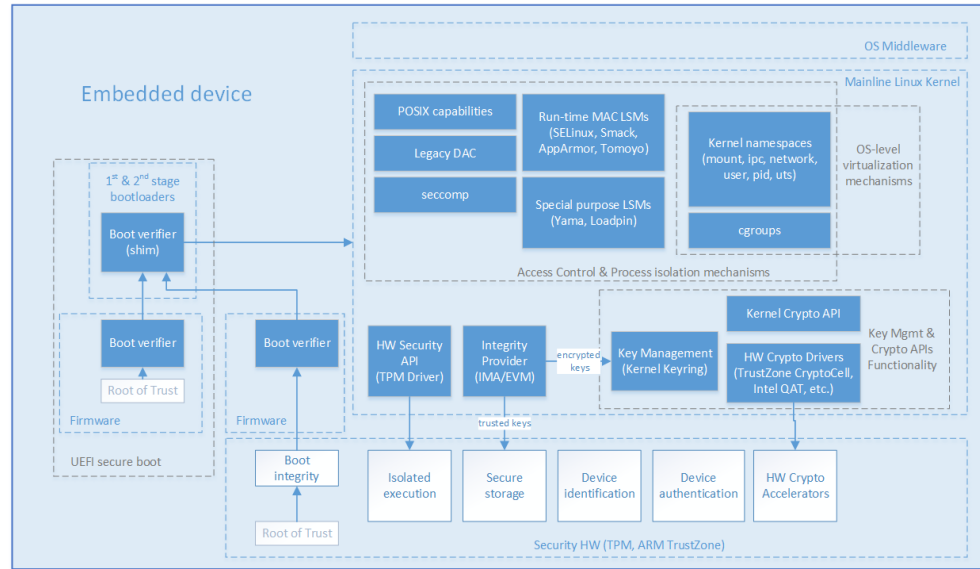 OS Middleware
Mainline Linux Kernel
Embedded device
POSIX capabilities
Legacy DAC
seccomp
Run-time MAC LSMs
(SELinux, Smack,
AppArmor, Tomoyo)
Special purpose LSMs
(Yama, Loadpin)
Kernel namespaces
(mount, ipc, network,
user, pid, uts)
cgroups
OS-level
virtualization
mechanisms
Access Control & Process isolation mechanisms
1st & 2nd stage
bootloaders
Boot verifier
(shim)
Boot verifier
Root of Trust
Firmware
UEFI secure boot
Boot verifier
Firmware
HW Security
API
(TPM Driver)
Integrity
Provider
(IMA/EVM)
encrypted
keys
Key Management
(Kernel Keyring)
Kernel Crypto API
HW Crypto Drivers
(TrustZone CryptoCell,
Intel QAT, etc.)
Key Mgmt &
Crypto APIs
Functionality
trusted keys
Boot
integrity
Root of Trust
Isolated
execution
Secure
storage
Device
identification
Device
authentication
HW Crypto
Accelerators
Security HW (TPM, ARM TrustZone)